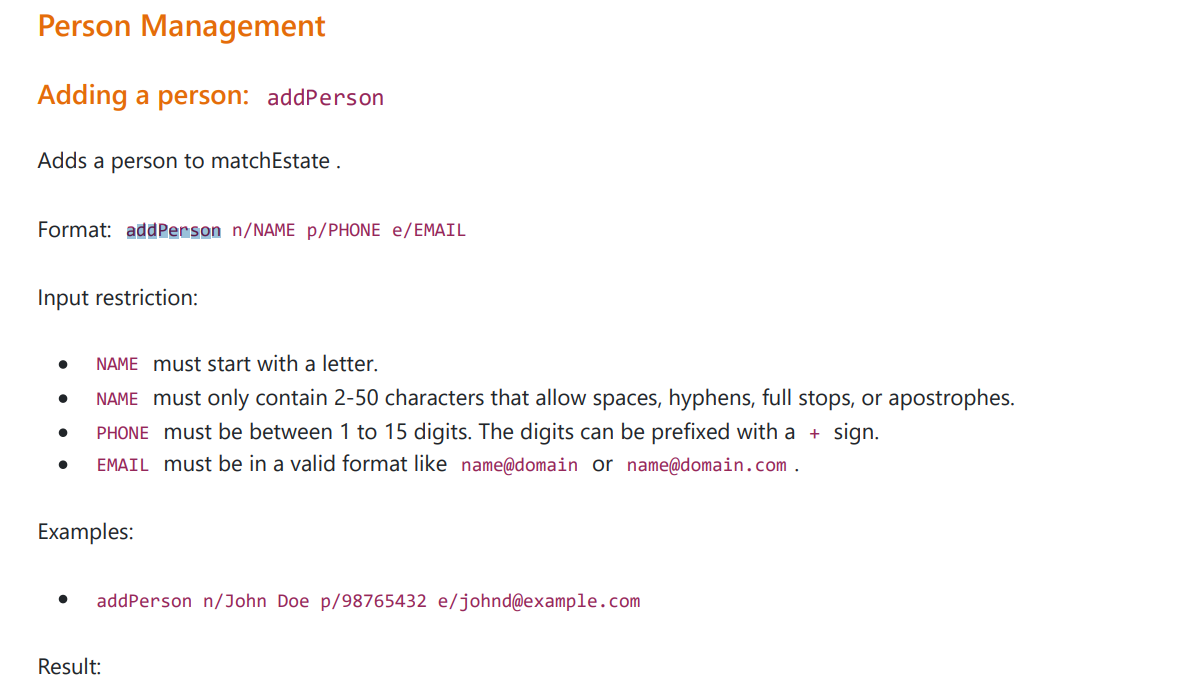 Person Management
Adding a person: addPerson
Adds a person to matchEstate .
Format: addPerson n/NAME p/PHONE e/EMAIL
Input restriction:
• NAME must start with a letter.
• NAME must only contain 2-50 characters that allow spaces, hyphens, full stops, or apostrophes.
• PHONE must be between 1 to 15 digits. The digits can be prefixed with a + sign.
• EMAIL must be in a valid format like name@domain or name@domain.com .
Examples:
• addPerson n/John Doe p/98765432 e/johnd@example.com
Result: